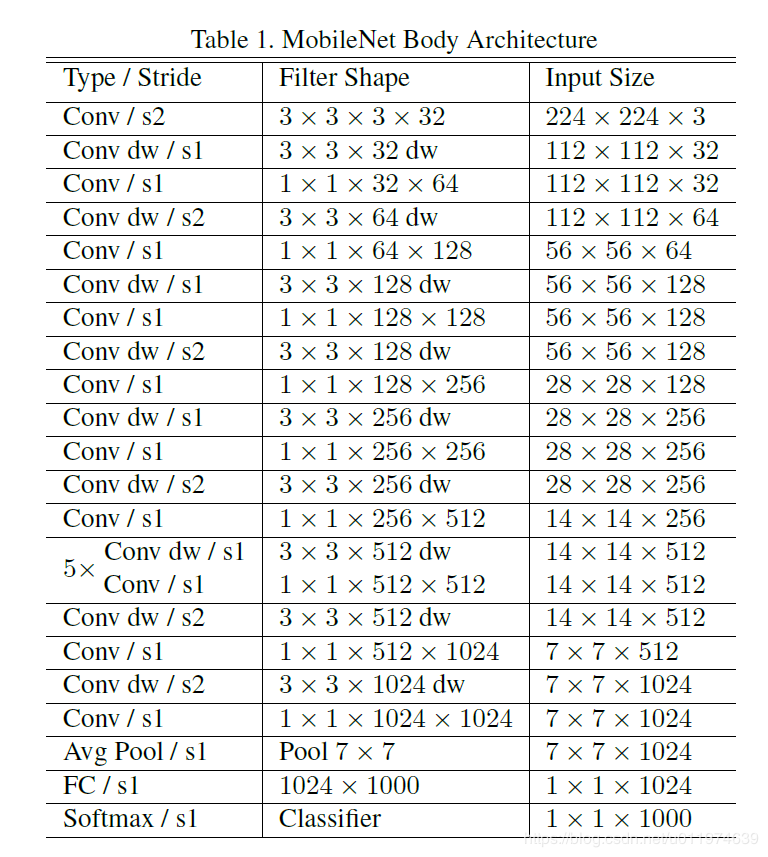 Table 1. MobileNet Body Architecture
Type / Stride Filter Shape Input Size
Conv / s2 3 × 3 × 3 × 32 224 × 224 × 3
Conv dw / s1 3 × 3 × 32 dw 112 × 112 × 32
Conv / s1 1 × 1 × 32 × 64 112 × 112 × 32
Conv dw / s2 3 × 3 × 64 dw 112 × 112 × 64
Conv / s1 1 × 1 × 64 × 128 56 × 56 × 64
Conv dw / s1 3 × 3 × 128 dw 56 × 56 × 128
Conv / s1 1 × 1 × 128 × 128 56 × 56 × 128
Conv dw / s2 3 × 3 × 128 dw 56 × 56 × 128
Conv / s1 1 × 1 × 128 × 256 28 × 28 × 128
Conv dw / s1 3 × 3 × 256 dw 28 × 28 × 256
Conv / s1 1 × 1 × 256 × 256 28 × 28 × 256
Conv dw / s2 3 × 3 × 256 dw 28 × 28 × 256
Conv / s1 1 × 1 × 256 × 512 14 × 14 × 256
5× Conv dw / s1 3 × 3 × 512 dw 14 × 14 × 512
Conv / s1 1 × 1 × 512 × 512 14 × 14 × 512
Conv dw / s2 3 × 3 × 512 dw 14 × 14 × 512
Conv / s1 1 × 1 × 512 × 1024 7 × 7 × 512
Conv dw / s2 3 × 3 × 1024 dw 7 × 7 × 1024
Conv / s1 1 × 1 × 1024 × 1024 7 × 7 × 1024
Avg Pool / s1 Pool 7 × 7 7 × 7 × 1024
FC / s1 1024 × 1000 1 × 1 × 1024
Softmax / s1 Classifier 1 × 1 × 1000